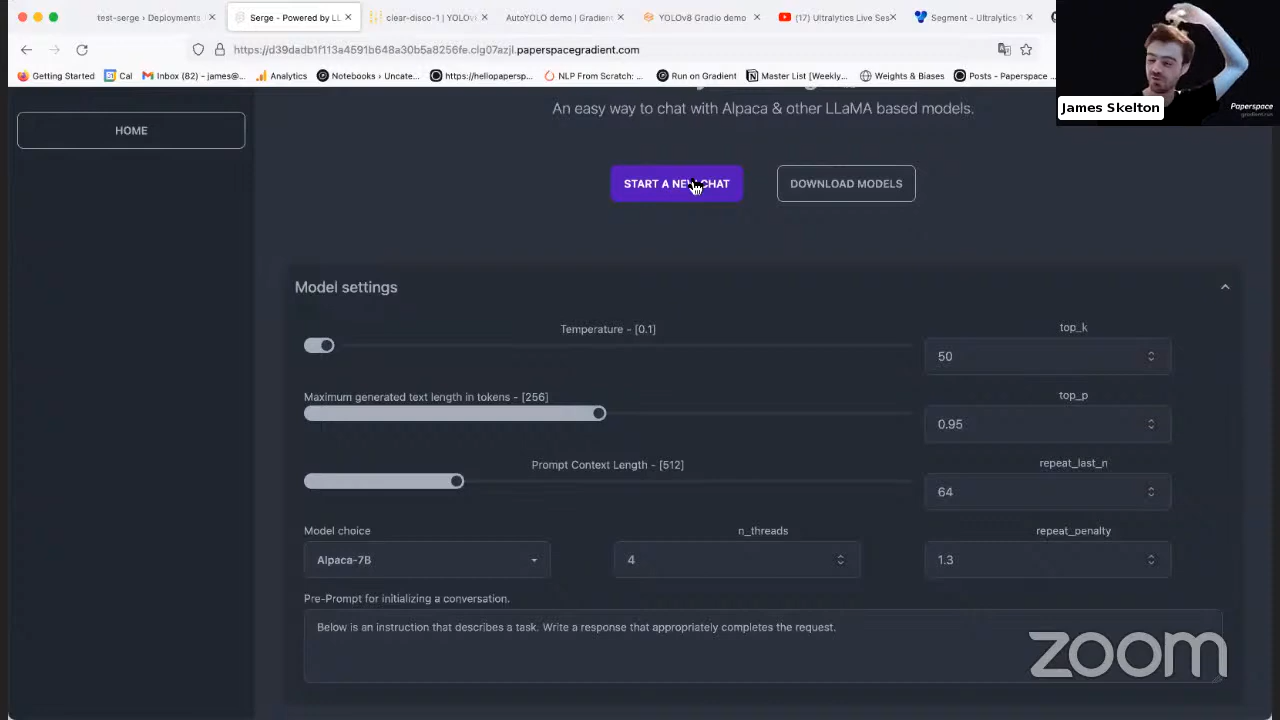 test-serge › Deployments
Serge - Powered by LL
clear-disco-1 | YOLOv
AutoYOLO demo | Gradient
YOLOv8 Gradio demo
(17) Ultralytics Live Ses
Segment - Ultralytics
https://d39dadb1f113a4591b648a30b5a8256fe.clg07azjl.paperspacegradient.com
Getting Started
Cal
Inbox (82) - james@...
Analytics
Notebooks › Uncate...
https://hellopapersp...
NLP From Scratch:...
Run on Gradient
Master List [Weekly...
Weights & Biases
Posts - Paperspace
James Skelton
Paperspace
HOME
An easy way to chat with Alpaca & other LLaMA based models.
START A NEW CHAT
DOWNLOAD MODELS
Model settings
Temperature - [0.1]
top_k
50
Maximum generated text length in tokens - [256]
top_p
0.95
Prompt Context Length - [512]
repeat_last_n
64
Model choice
n_threads
repeat_penalty
Alpaca-7B
4
1.3
Pre-Prompt for initializing a conversation.
Below is an instruction that describes a task. Write a response that appropriately completes the request.
zoom